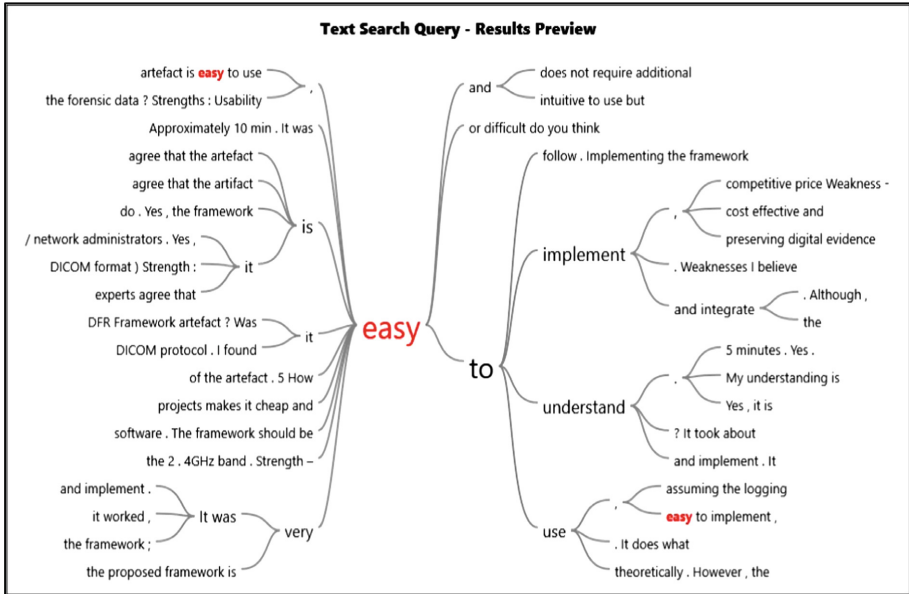 Text Search Query - Results Preview
artefact is easy to use
the forensic data ? Strengths : Usability
,
Approximately 10 min . It was
agree that the artefact
agree that the artifact
do . Yes , the framework
/ network administrators . Yes ,
DICOM format ) Strength :
experts agree that
it
is
DFR Framework artefact ? Was
DICOM protocol . I found
it
of the artefact . 5 How
projects makes it cheap and
software . The framework should be
the 2 . 4GHz band . Strength –
and implement .
it worked ,
the framework ;
It was
the proposed framework is
very
easy
and
does not require additional
intuitive to use but
or difficult do you think
to
follow . Implementing the framework
implement
,
competitive price Weakness -
cost effective and
preserving digital evidence
. Weaknesses I believe
and integrate
. Although ,
the
understand
.
5 minutes . Yes .
My understanding is
Yes , it is
? It took about
and implement . It
use
,
assuming the logging
easy to implement ,
. It does what
theoretically . However , the